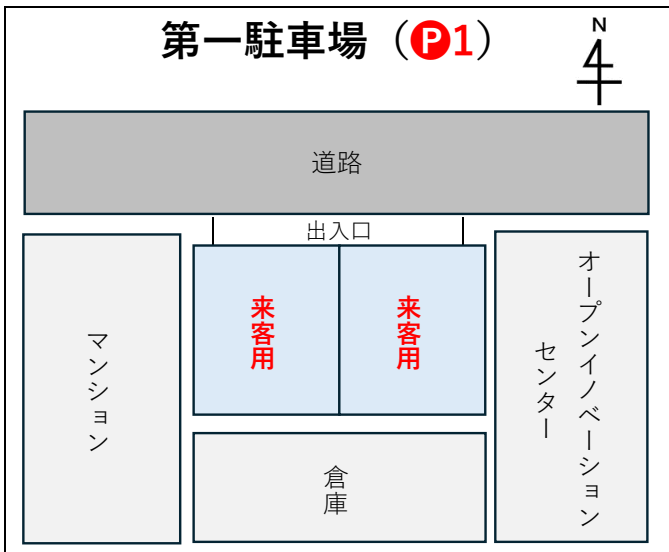 第一駐車場（P1）
N
道路
出入口
マンション
来客用
来客用
倉庫
オープンイノベーション
センター